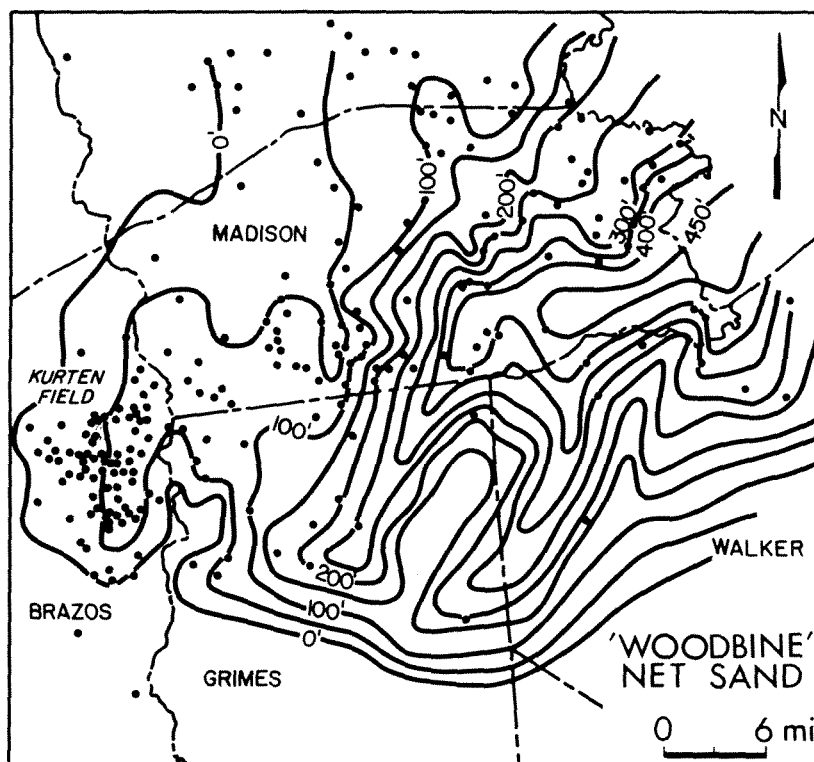 N
0'
100'
MADISON
200'
300'
400'
450'
KURTEN
FIELD
100'
200'
100'
0'
WALKER
BRAZOS
GRIMES
'WOODBINE'
NET SAND
0 6 mi